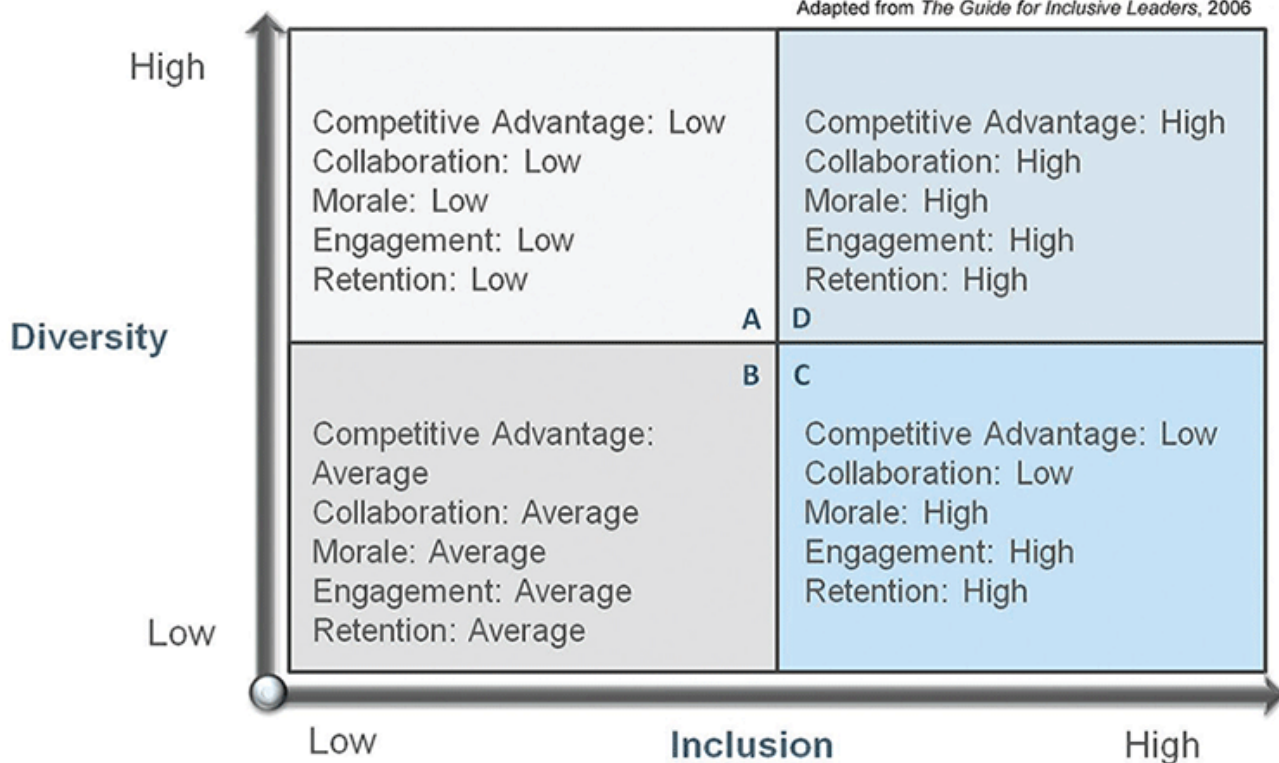 Adapted from The Guide for Inclusive Leaders, 2006
High
Competitive Advantage: Low
Collaboration: Low
Morale: Low
Engagement: Low
Retention: Low
A
Competitive Advantage: High
Collaboration: High
Morale: High
Engagement: High
Retention: High
D
Diversity
B
Competitive Advantage:
Average
Collaboration: Average
Morale: Average
Engagement: Average
Retention: Average
C
Competitive Advantage: Low
Collaboration: Low
Morale: High
Engagement: High
Retention: High
Low
Low
Inclusion
High